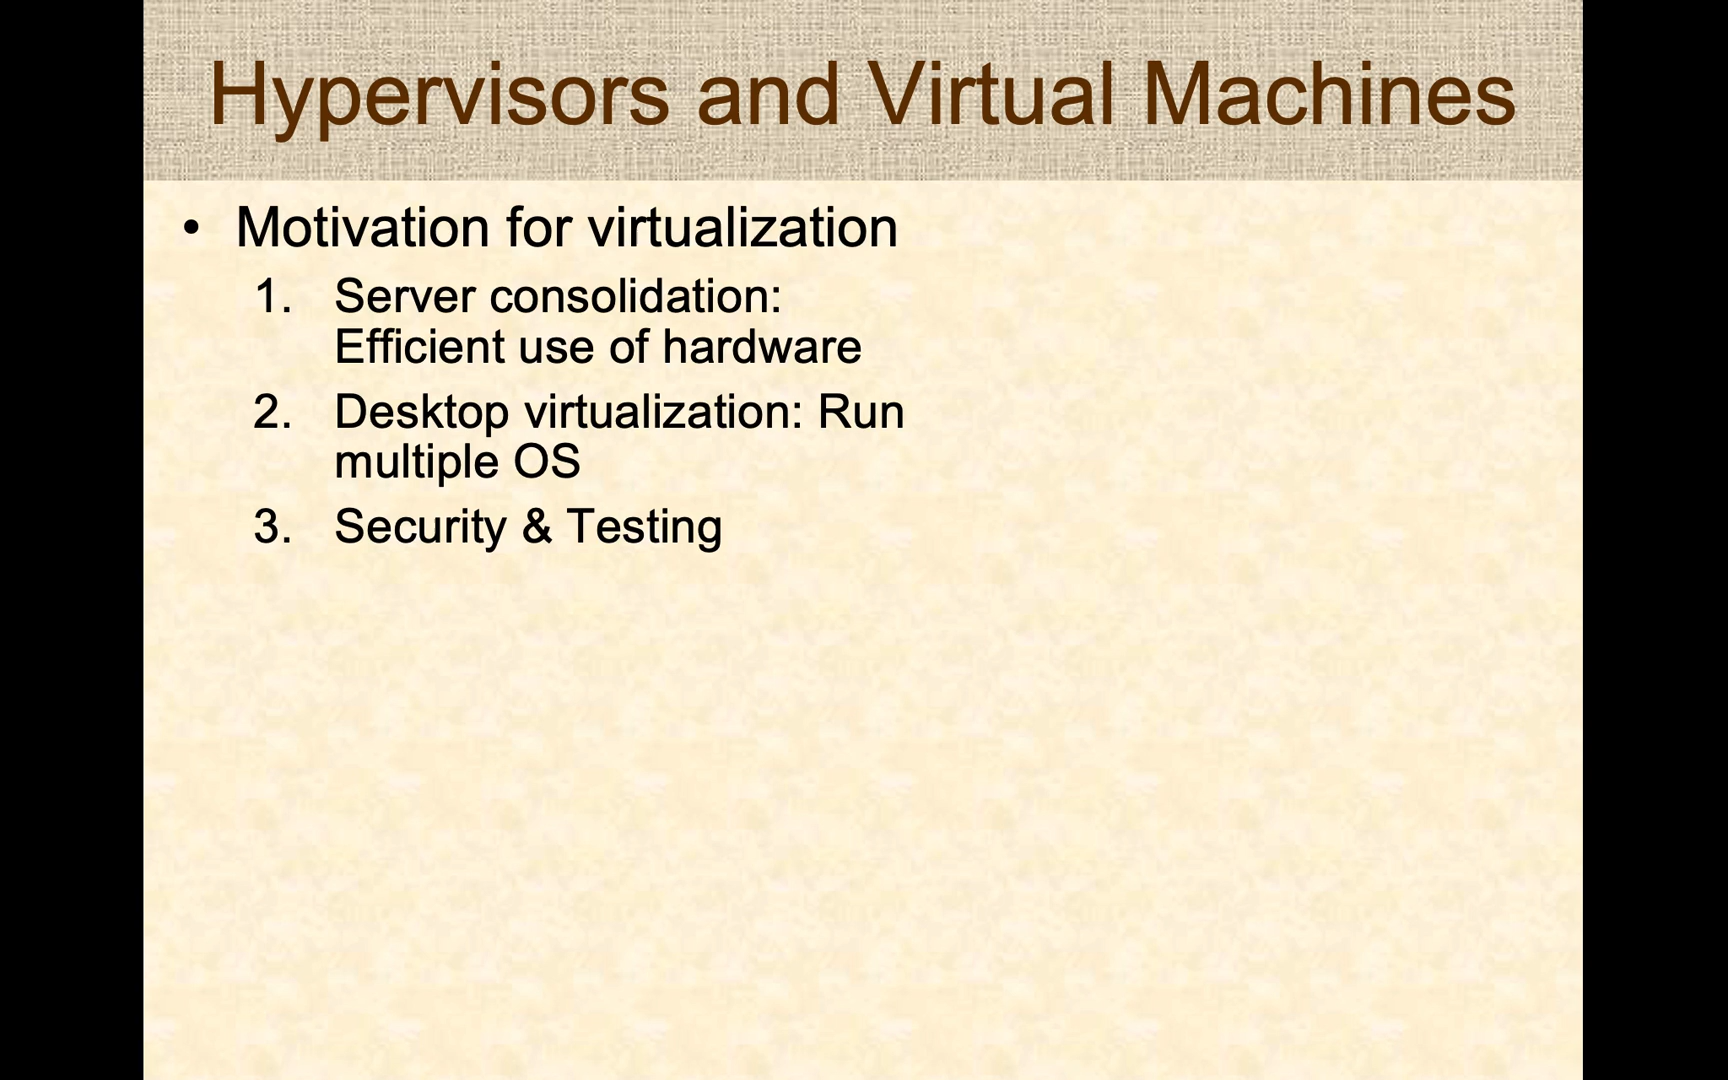 Hypervisors and Virtual Machines
• Motivation for virtualization
1. Server consolidation:
Efficient use of hardware
2. Desktop virtualization: Run
multiple OS
3. Security & Testing